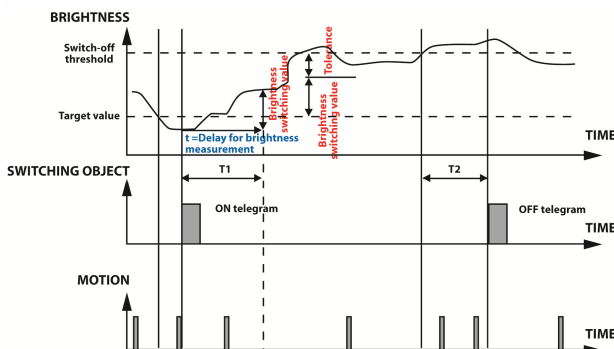 BRIGHTNESS
Switch-off
threshold
Target value
Brightness
switching value
Tolerance
Brightness
switching value
t =Delay for brightness
measurement
TIME
SWITCHING OBJECT
T1
T2
ON telegram
OFF telegram
TIME
MOTION
TIME